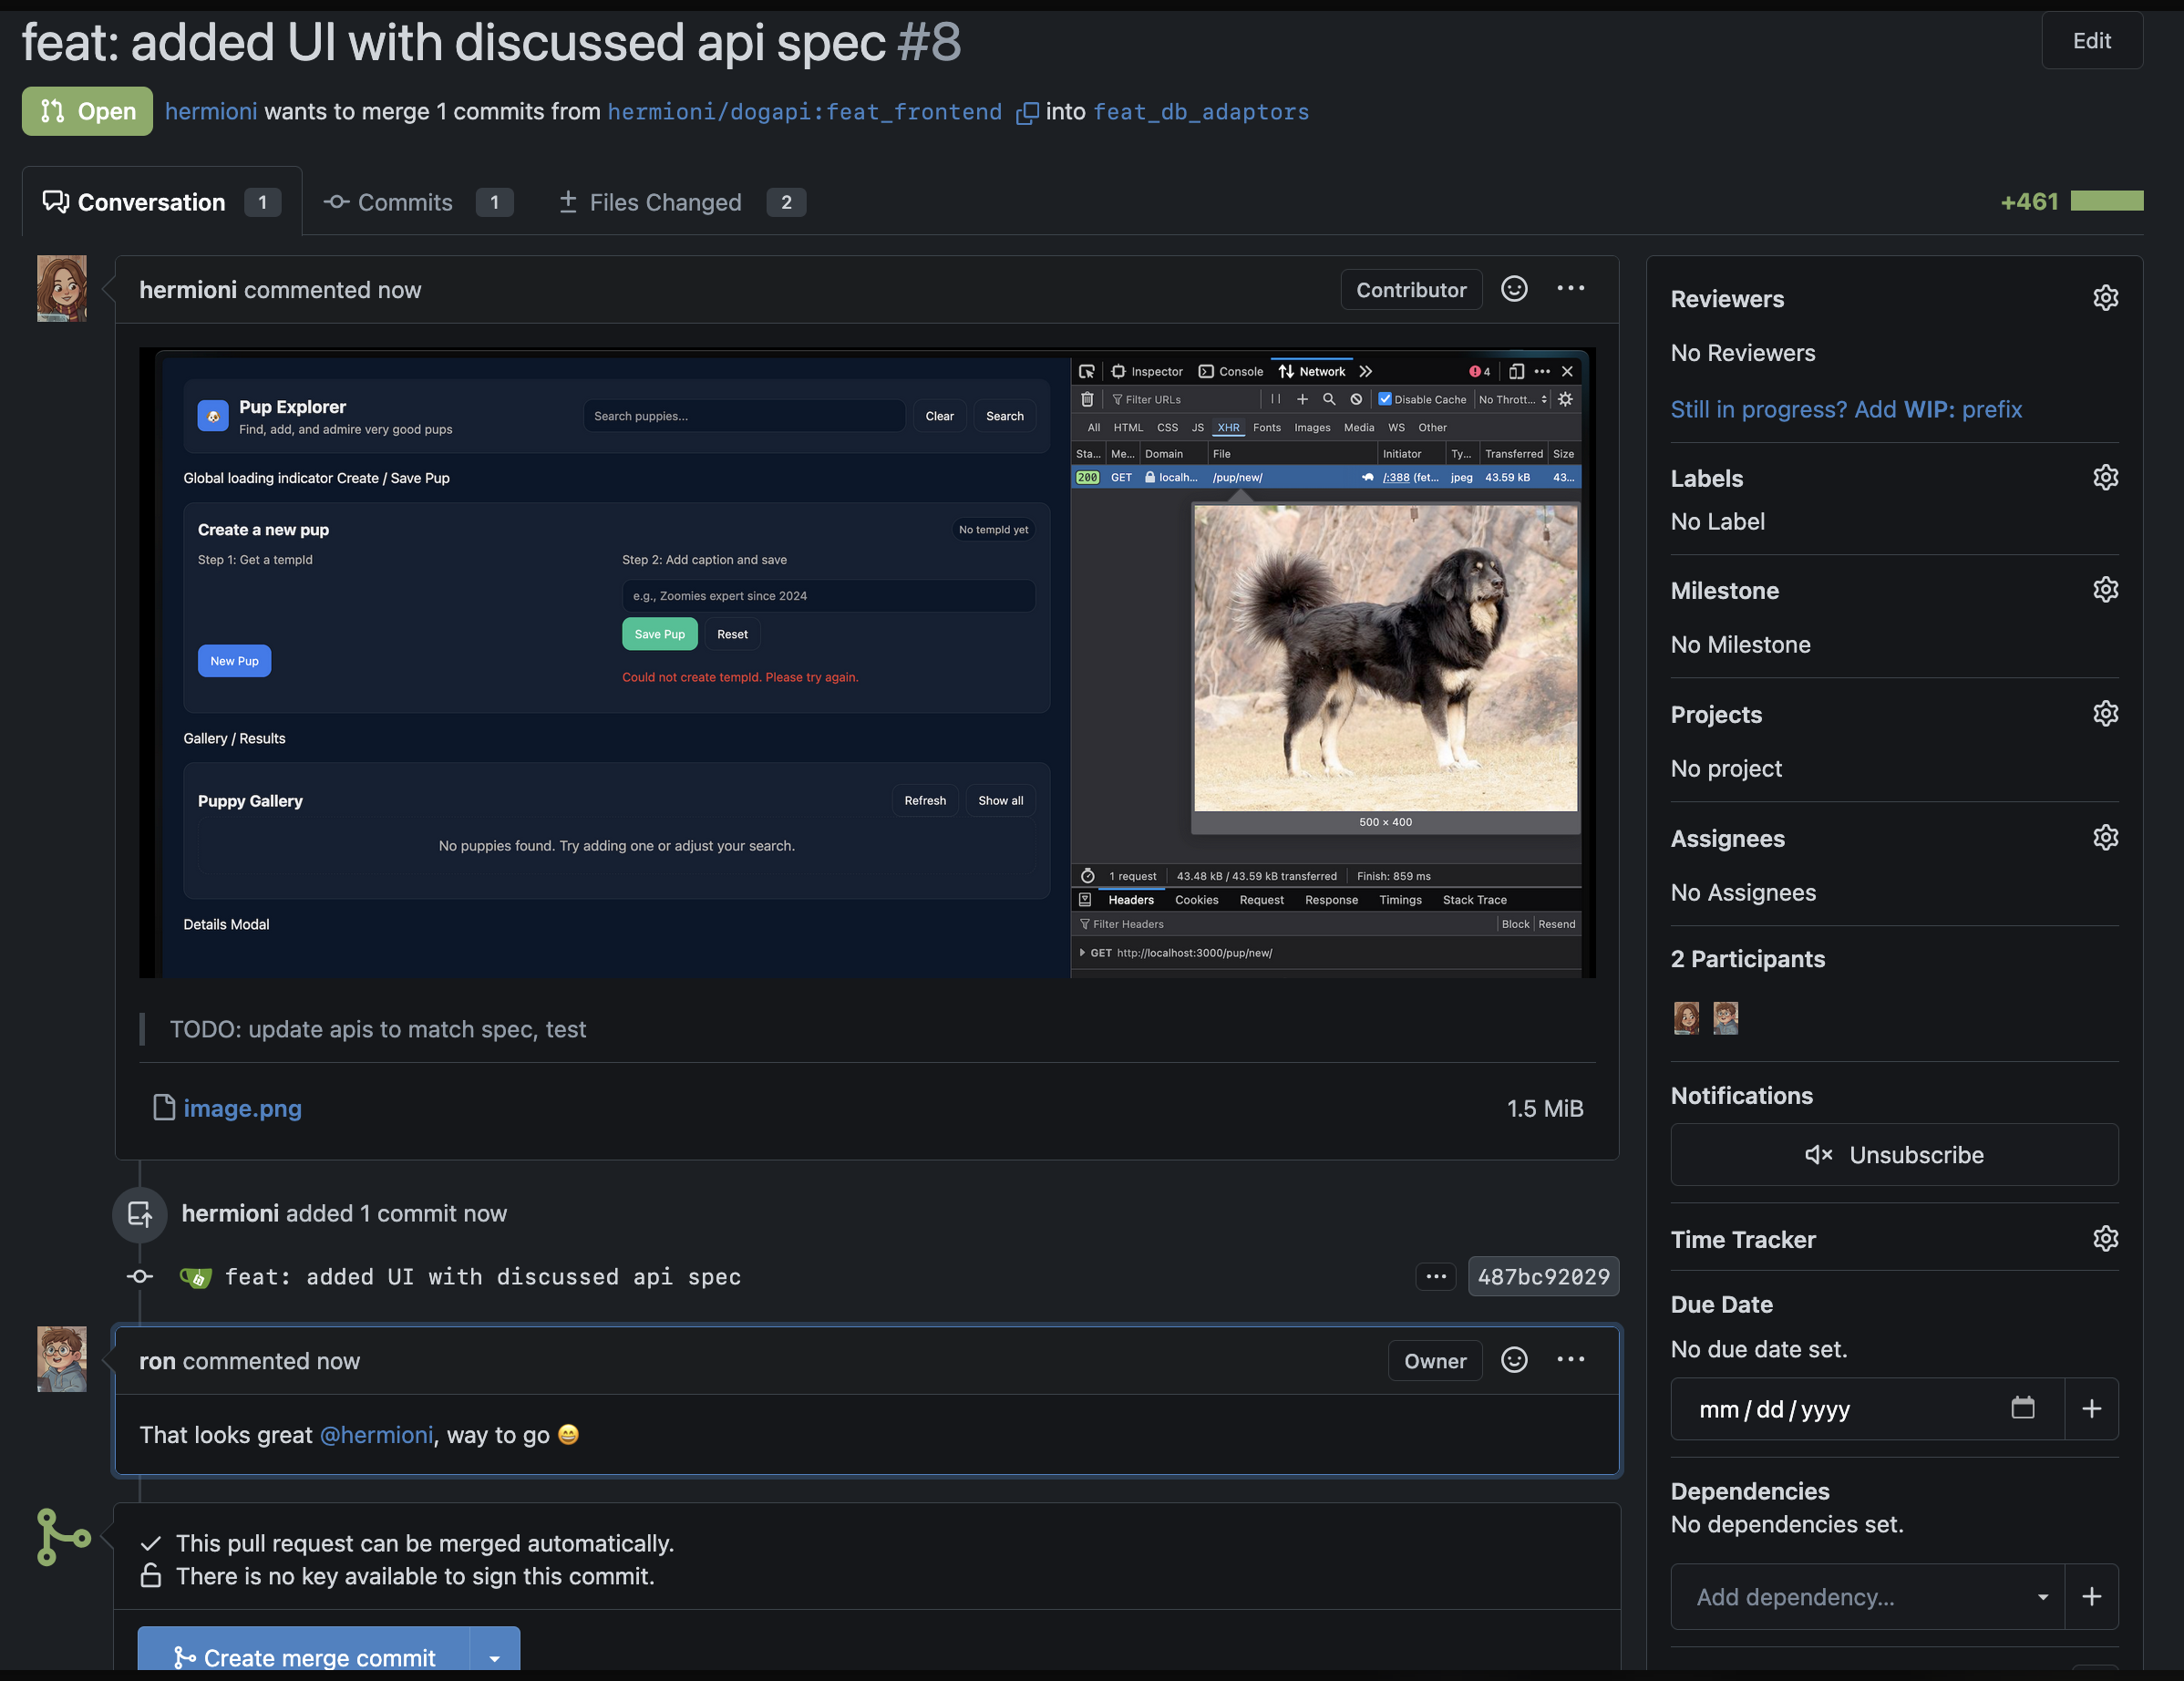 feat: added UI with discussed api spec #8
Edit
Open
hermioni wants to merge 1 commits from hermioni/dogapi:feat_frontend into feat_db_adaptors
Conversation 1
Commits 1
Files Changed 2
+461
hermioni commented now
Contributor
Pup Explorer
Find, add, and admire very good pups
Search puppies...
Clear
Search
Global loading indicator Create / Save Pup
Create a new pup
No tempId yet
Step 1: Get a tempId
Step 2: Add caption and save
e.g., Zoomies expert since 2024
Save Pup
Reset
New Pup
Could not create tempId. Please try again.
Gallery / Results
Puppy Gallery
Refresh
Show all
No puppies found. Try adding one or adjust your search.
Details Modal
Inspector
Console
Network
4
Filter URLs
Disable Cache
No Thrott...
All HTML CSS JS XHR Fonts Images Media WS Other
Sta... Me... Domain File Initiator Ty... Transferred Size
200 GET localh... /pup/new/ /:388 (fet... jpeg 43.59 kB 43...
500 × 400
1 request 43.48 kB / 43.59 kB transferred Finish: 859 ms
Headers Cookies Request Response Timings Stack Trace
Filter Headers
Block Resend
GET http://localhost:3000/pup/new/
TODO: update apis to match spec, test
image.png
1.5 MiB
hermioni added 1 commit now
feat: added UI with discussed api spec
487bc92029
ron commented now
Owner
That looks great @hermioni, way to go 😄
This pull request can be merged automatically.
There is no key available to sign this commit.
Create merge commit
Reviewers
No Reviewers
Still in progress? Add WIP: prefix
Labels
No Label
Milestone
No Milestone
Projects
No project
Assignees
No Assignees
2 Participants
Notifications
Unsubscribe
Time Tracker
Due Date
No due date set.
mm/dd/yyyy
Dependencies
No dependencies set.
Add dependency...